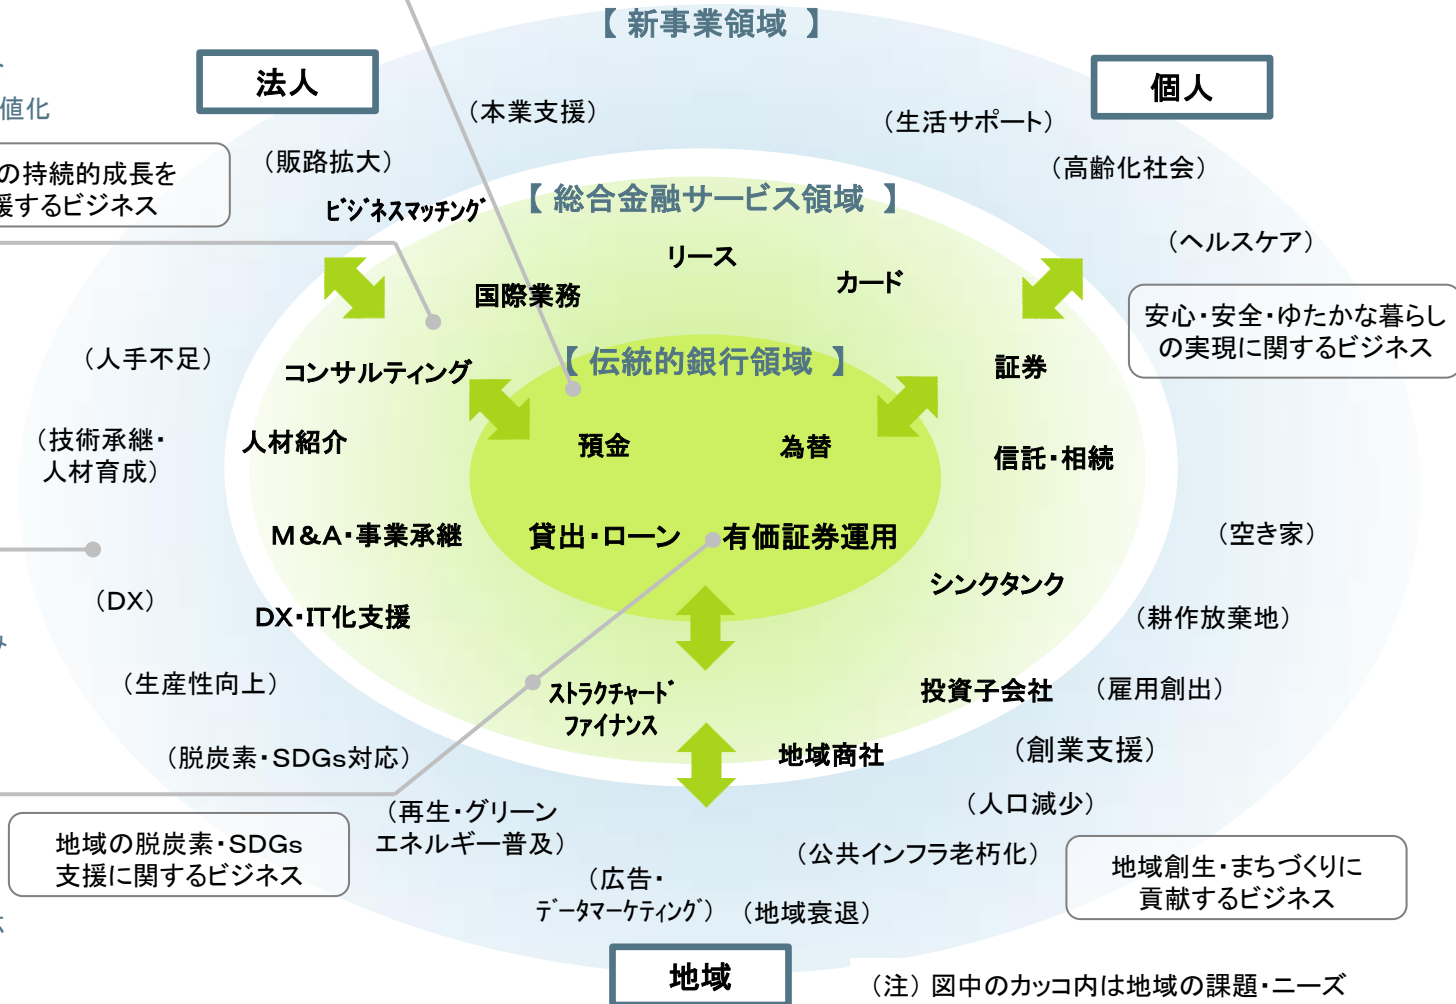 【 新事業領域 】
法人
個人
値化
（本業支援）
（生活サポート）
の持続的成長を
援するビジネス
（販路拡大）
（高齢化社会）
ﾋﾞｼﾞﾈｽﾏｯﾁﾝｸﾞ
【 総合金融サービス領域 】
リース
（ヘルスケア）
国際業務
カード
安心・安全・ゆたかな暮らし
の実現に関するビジネス
（人手不足）
コンサルティング
【 伝統的銀行領域 】
証券
（技術承継・
人材育成）
人材紹介
預金
為替
信託・相続
M&A・事業承継
貸出・ローン
有価証券運用
（空き家）
（DX）
DX・IT化支援
シンクタンク
（耕作放棄地）
（生産性向上）
ｽﾄﾗｸﾁｬｰﾄﾞ
ﾌｧｲﾅﾝｽ
投資子会社
（雇用創出）
（脱炭素・SDGs対応）
地域商社
（創業支援）
（人口減少）
（再生・グリーン
エネルギー普及）
地域の脱炭素・SDGs
支援に関するビジネス
（公共インフラ老朽化）
地域創生・まちづくりに
貢献するビジネス
（広告・
ﾃﾞｰﾀﾏｰｹﾃｨﾝｸﾞ）
（地域衰退）
地域
（注） 図中のカッコ内は地域の課題・ニーズ